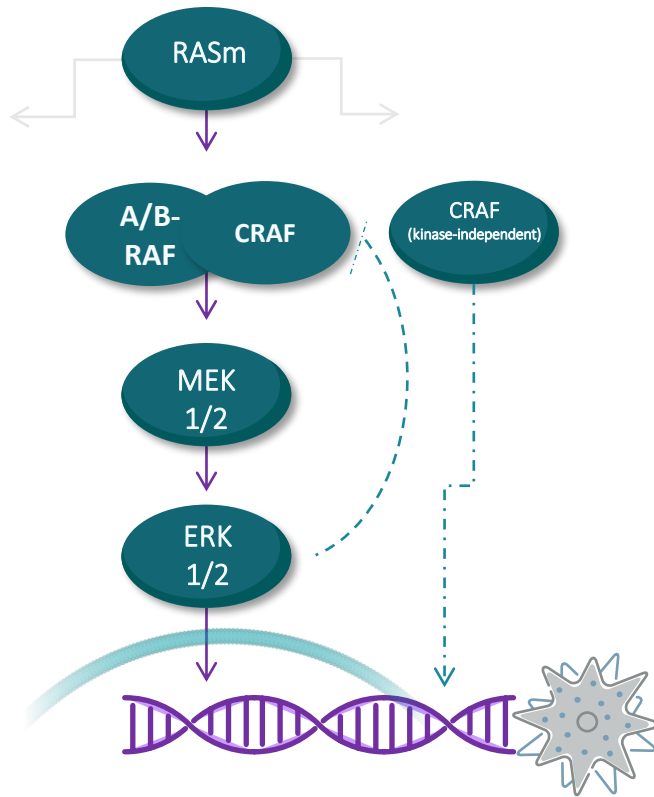 RASm
A/B-
RAF
CRAF
CRAF
(kinase-independent)
MEK
1/2
ERK
1/2